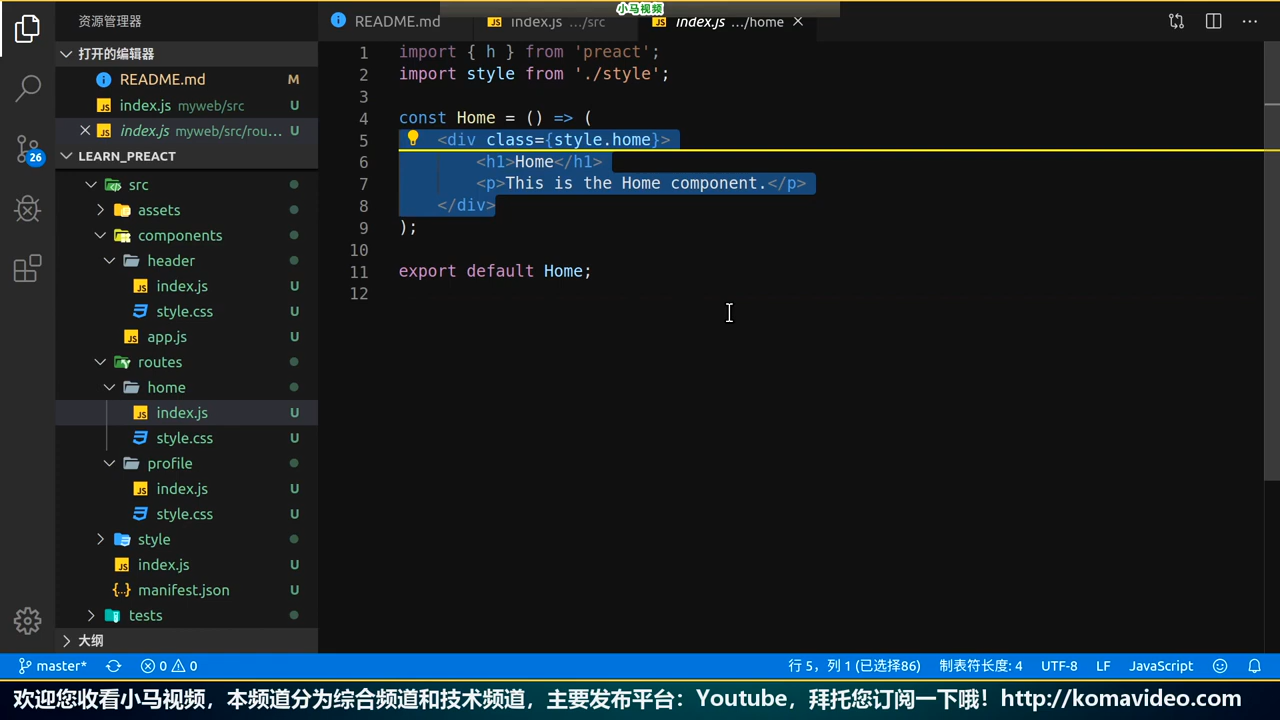 小马视频
资源管理器
README.md
index.js …/src
index.js …/home
打开的编辑器
README.md M
index.js myweb/src U
index.js myweb/src/rou... U
LEARN_PREACT
src
assets
components
header
index.js U
style.css U
app.js U
routes
home
index.js U
style.css U
profile
index.js U
style.css U
style
index.js U
manifest.json U
tests
大纲
26
1 import { h } from 'preact';
2 import style from './style';
3
4 const Home = () => (
5 <div class={style.home}>
6 <h1>Home</h1>
7 <p>This is the Home component.</p>
8 </div>
9 );
10
11 export default Home;
12
master* 0 0 行 5，列 1 (已选择86) 制表符长度: 4 UTF-8 LF JavaScript
欢迎您收看小马视频，本频道分为综合频道和技术频道，主要发布平台：Youtube，拜托您订阅一下哦！http://komavideo.com